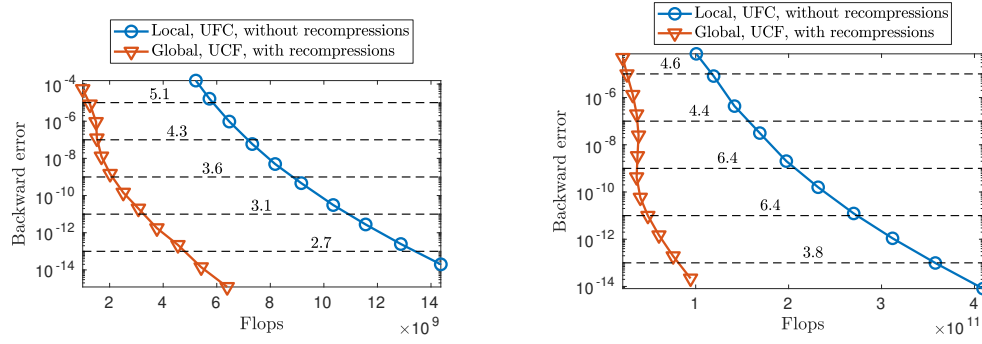 Local, UFC, without recompressions
Global, UCF, with recompressions
Backward error
10^-4
10^-6
10^-8
10^-10
10^-12
10^-14
5.1
4.3
3.6
3.1
2.7
2 4 6 8 10 12 14
Flops
×10^9
Local, UFC, without recompressions
Global, UCF, with recompressions
Backward error
10^-6
10^-8
10^-10
10^-12
10^-14
4.6
4.4
6.4
6.4
3.8
1 2 3 4
Flops
×10^11